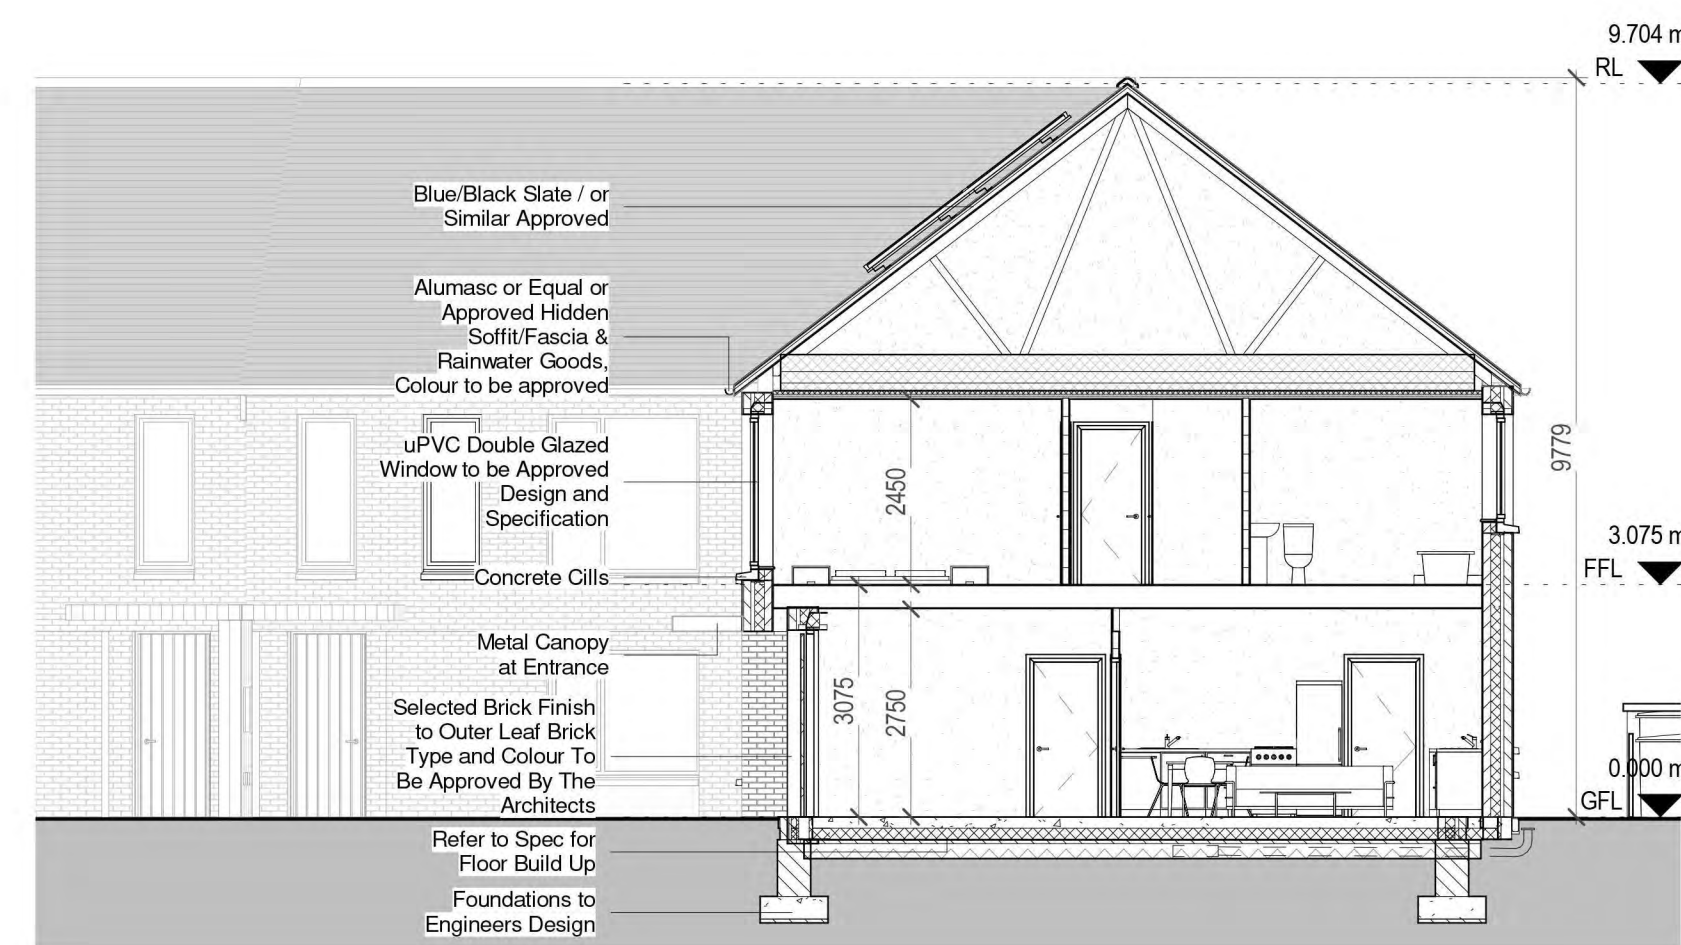 9.704 m
RL
Blue/Black Slate / or
Similar Approved
Alumasc or Equal or
Approved Hidden
Soffit/Fascia &
Rainwater Goods,
Colour to be approved
uPVC Double Glazed
Window to be Approved
Design and
Specification
2450
9779
3.075 m
FFL
Concrete Cills
Metal Canopy
at Entrance
3075
2750
Selected Brick Finish
to Outer Leaf Brick
Type and Colour To
Be Approved By The
Architects
0.000 m
GFL
Refer to Spec for
Floor Build Up
Foundations to
Engineers Design